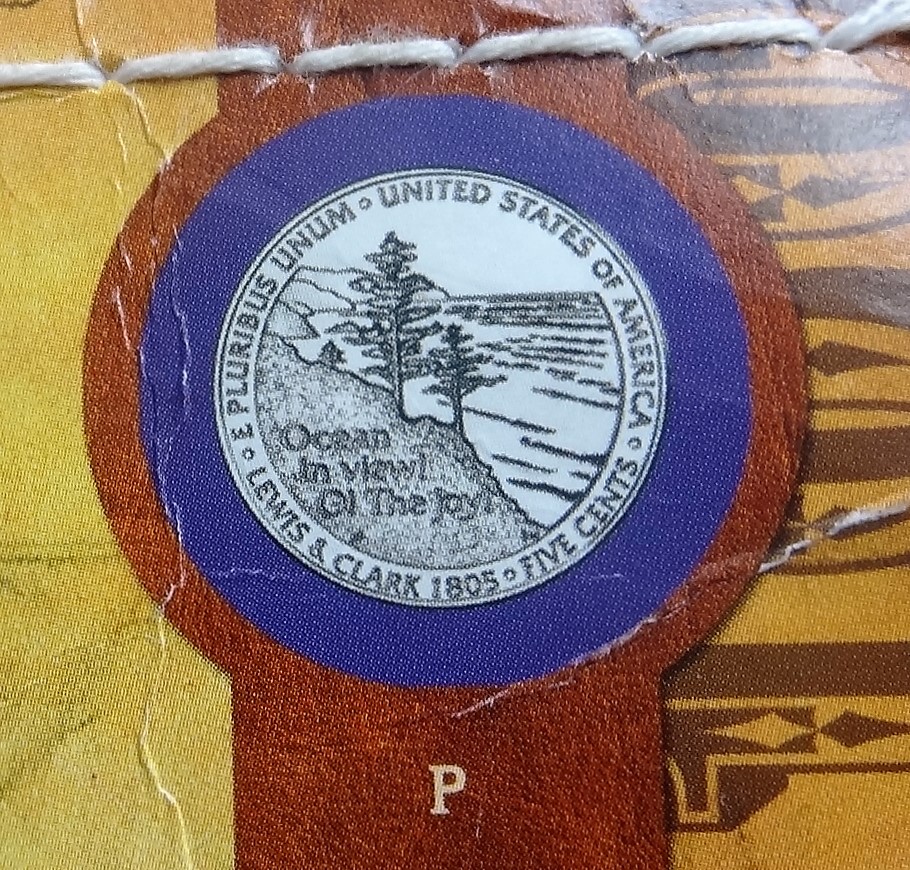 E PLURIBUS UNUM ∘ UNITED STATES OF AMERICA ∘
LEWIS & CLARK 1805 ∘ FIVE CENTS ∘
Ocean
in view!
O! The Joy!
P